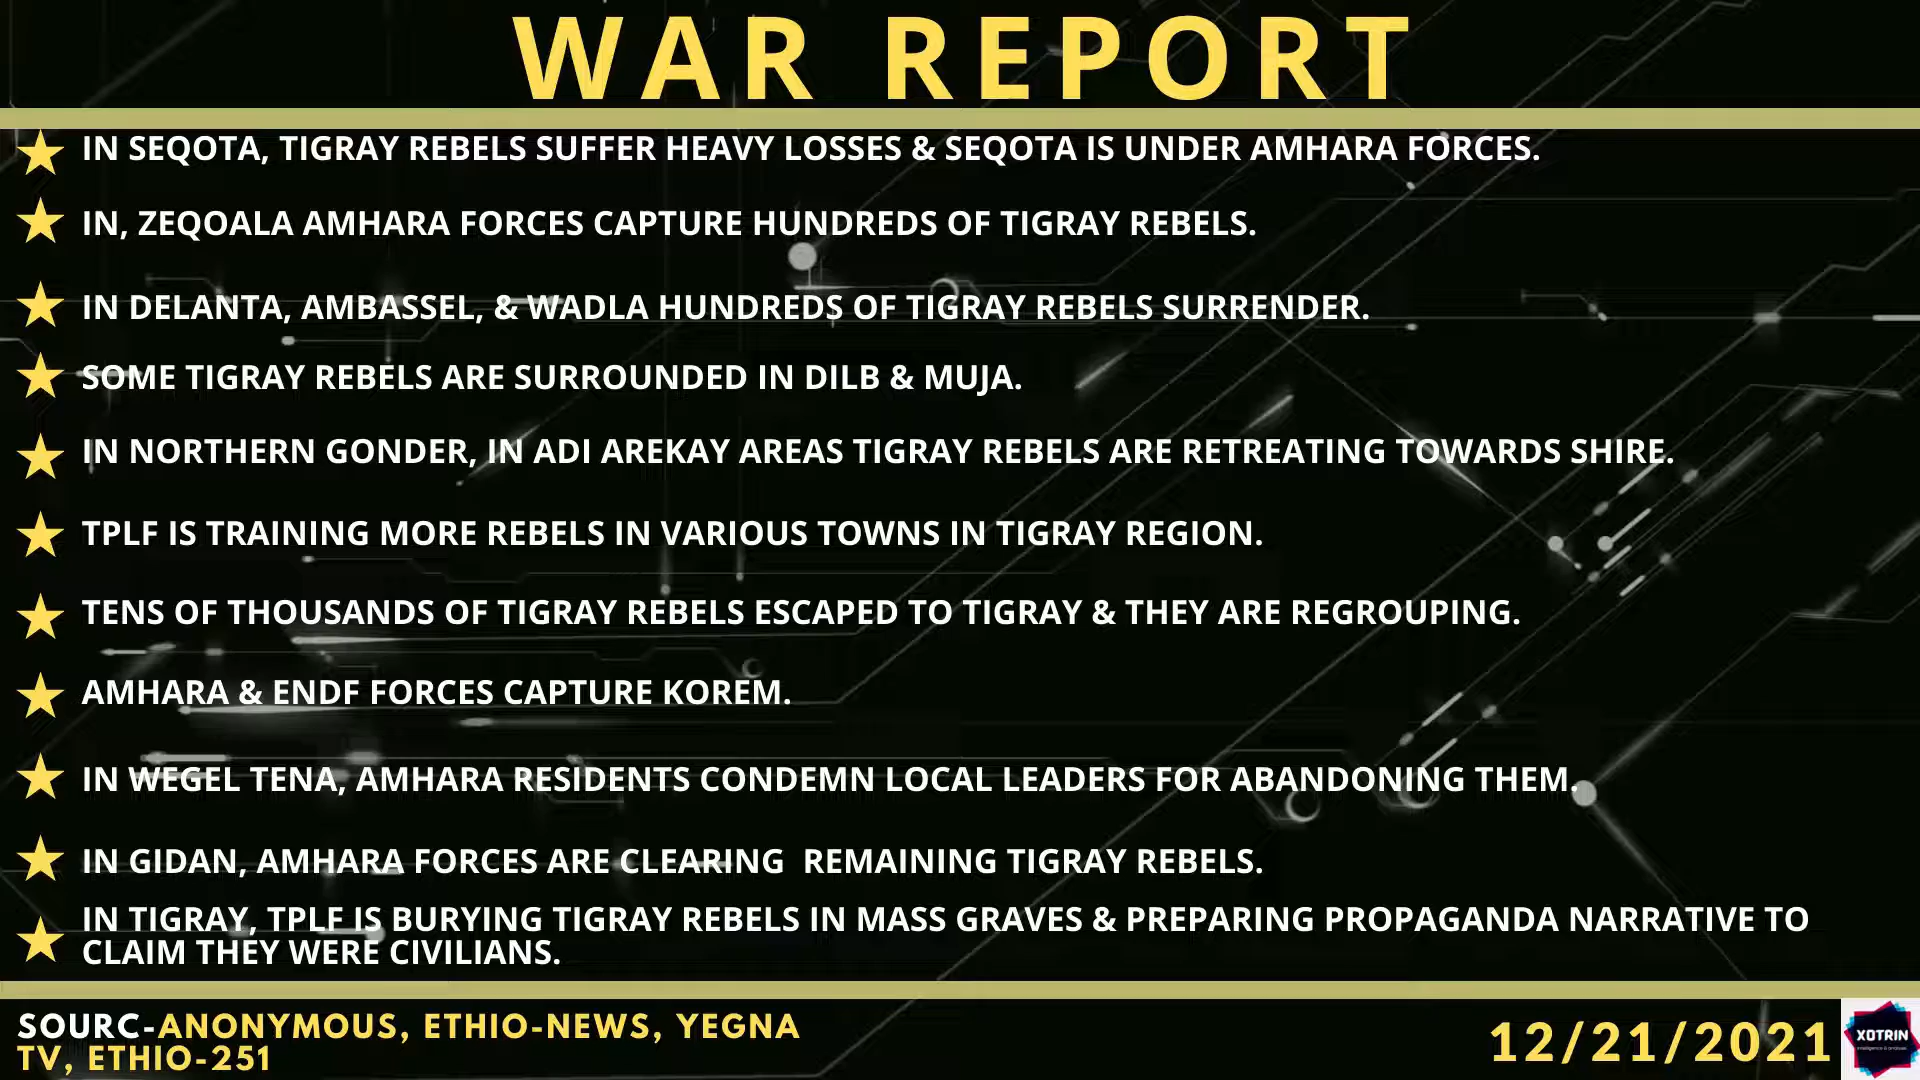 WAR REPORT
IN SEQOTA, TIGRAY REBELS SUFFER HEAVY LOSSES & SEQOTA IS UNDER AMHARA FORCES.
IN, ZEQOALA AMHARA FORCES CAPTURE HUNDREDS OF TIGRAY REBELS.
IN DELANTA, AMBASSEL, & WADLA HUNDREDS OF TIGRAY REBELS SURRENDER.
SOME TIGRAY REBELS ARE SURROUNDED IN DILB & MUJA.
IN NORTHERN GONDER, IN ADI AREKAY AREAS TIGRAY REBELS ARE RETREATING TOWARDS SHIRE.
TPLF IS TRAINING MORE REBELS IN VARIOUS TOWNS IN TIGRAY REGION.
TENS OF THOUSANDS OF TIGRAY REBELS ESCAPED TO TIGRAY & THEY ARE REGROUPING.
AMHARA & ENDF FORCES CAPTURE KOREM.
IN WEGEL TENA, AMHARA RESIDENTS CONDEMN LOCAL LEADERS FOR ABANDONING THEM.
IN GIDAN, AMHARA FORCES ARE CLEARING REMAINING TIGRAY REBELS.
IN TIGRAY, TPLF IS BURYING TIGRAY REBELS IN MASS GRAVES & PREPARING PROPAGANDA NARRATIVE TO
CLAIM THEY WERE CIVILIANS.
SOURC-ANONYMOUS, ETHIO-NEWS, YEGNA
TV, ETHIO-251
12/21/2021
XOTRIN